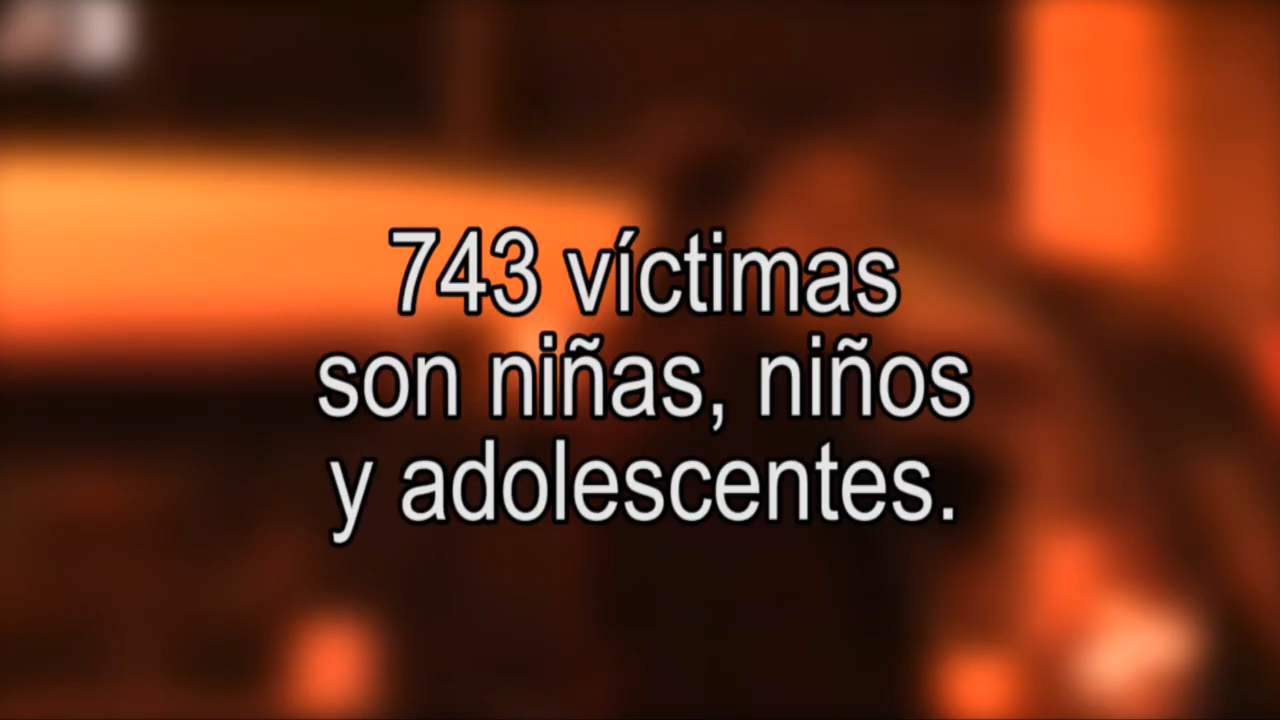 743 víctimas
son niñas, niños
y adolescentes.